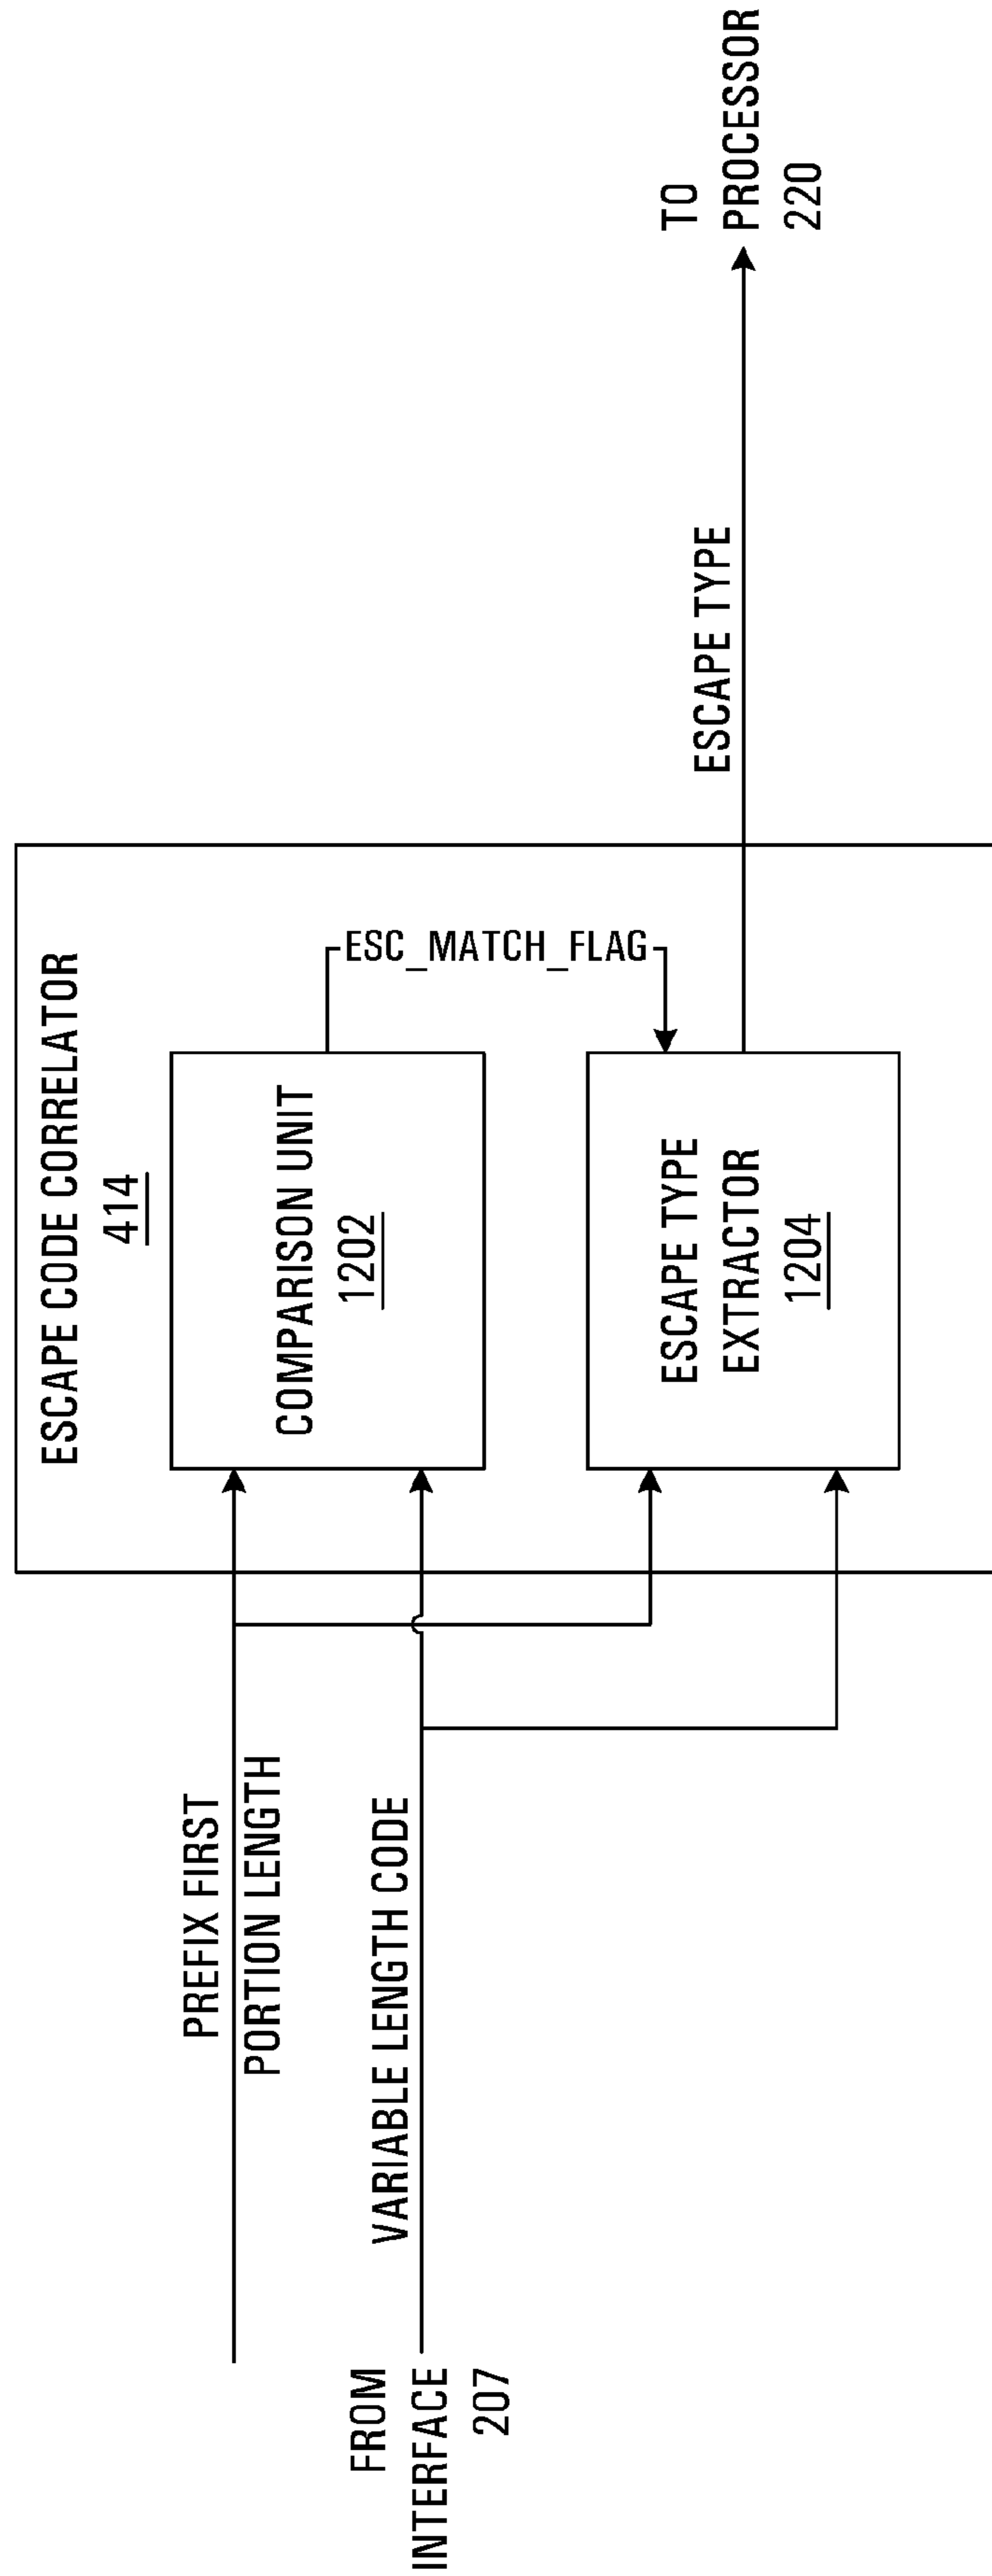 ESCAPE CODE CORRELATOR
414
PREFIX FIRST
PORTION LENGTH
COMPARISON UNIT
1202
ESC_MATCH_FLAG
FROM
INTERFACE
207
VARIABLE LENGTH CODE
ESCAPE TYPE
EXTRACTOR
1204
ESCAPE TYPE
TO
PROCESSOR
220